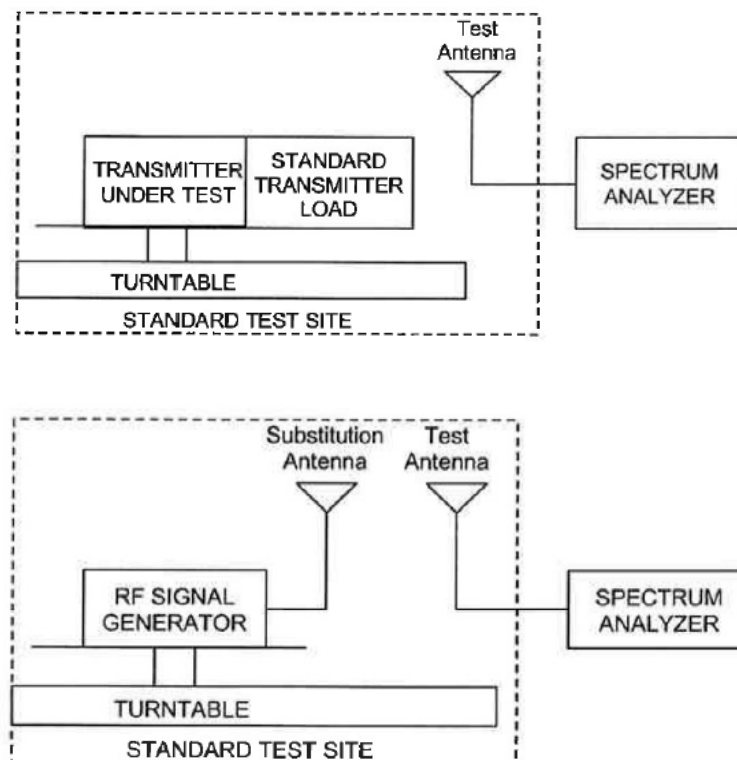 Test
Antenna
TRANSMITTER
UNDER TEST
STANDARD
TRANSMITTER
LOAD
SPECTRUM
ANALYZER
TURNTABLE
STANDARD TEST SITE
Substitution
Antenna
Test
Antenna
RF SIGNAL
GENERATOR
SPECTRUM
ANALYZER
TURNTABLE
STANDARD TEST SITE